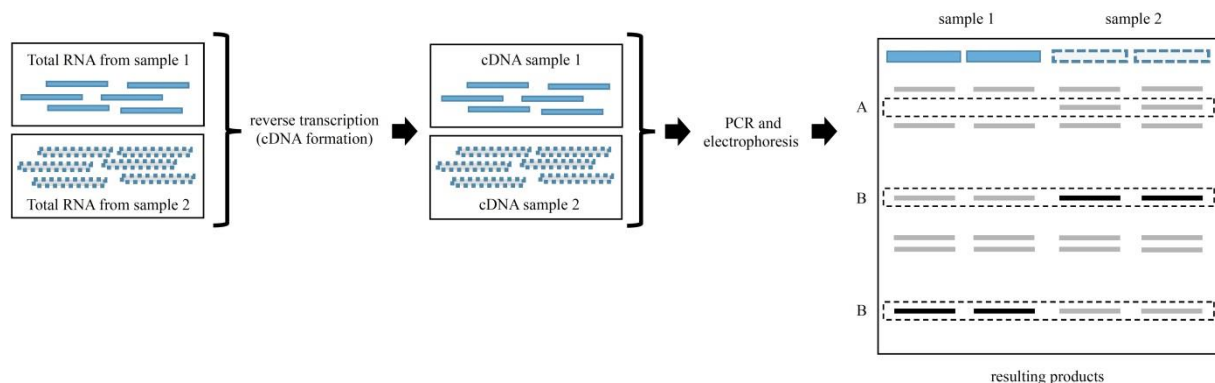 Total RNA from sample 1
Total RNA from sample 2
reverse transcription
(cDNA formation)
cDNA sample 1
cDNA sample 2
PCR and
electrophoresis
sample 1
sample 2
A
B
B
resulting products